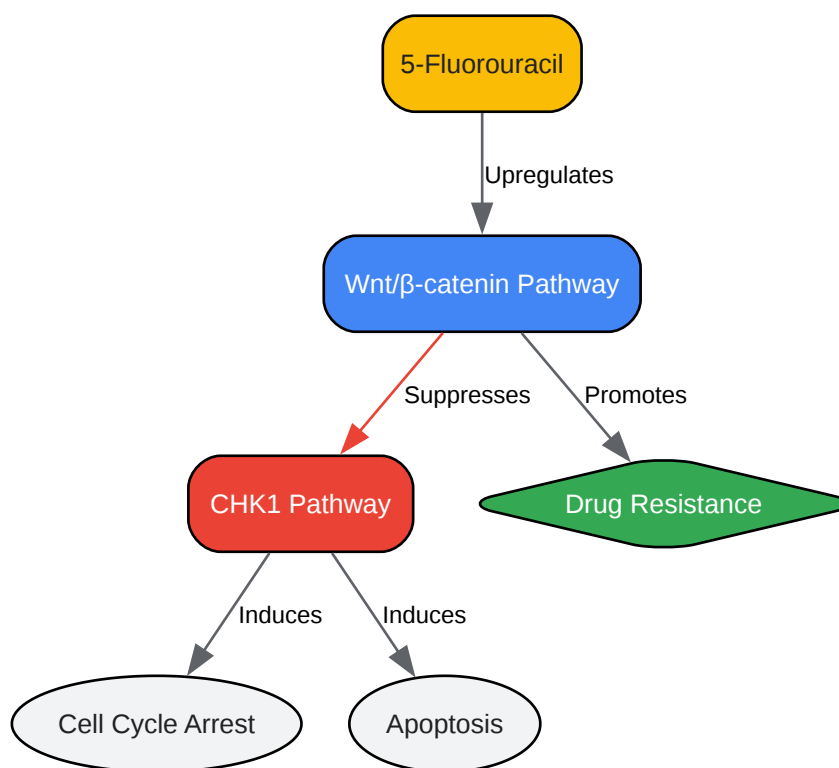 5-Fluorouracil
Upregulates
Wnt/β-catenin Pathway
Suppresses
Promotes
CHK1 Pathway
Drug Resistance
Induces
Induces
Cell Cycle Arrest
Apoptosis